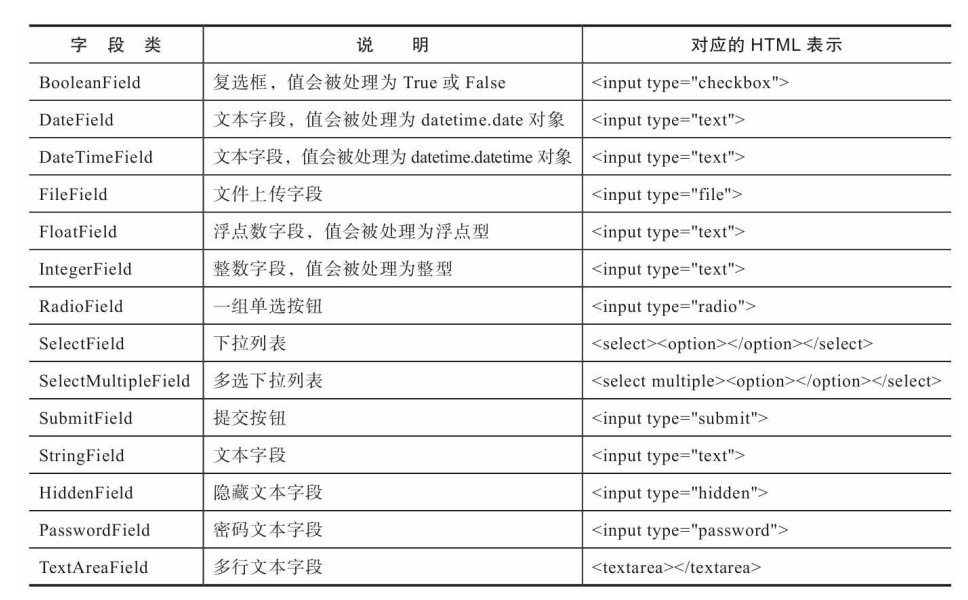 字 段 类 说 明 对应的 HTML 表示
BooleanField 复选框，值会被处理为 True 或 False <input type="checkbox">
DateField 文本字段，值会被处理为 datetime.date 对象 <input type="text">
DateTimeField 文本字段，值会被处理为 datetime.datetime 对象 <input type="text">
FileField 文件上传字段 <input type="file">
FloatField 浮点数字段，值会被处理为浮点型 <input type="text">
IntegerField 整数字段，值会被处理为整型 <input type="text">
RadioField 一组单选按钮 <input type="radio">
SelectField 下拉列表 <select><option></option></select>
SelectMultipleField 多选下拉列表 <select multiple><option></option></select>
SubmitField 提交按钮 <input type="submit">
StringField 文本字段 <input type="text">
HiddenField 隐藏文本字段 <input type="hidden">
PasswordField 密码文本字段 <input type="password">
TextAreaField 多行文本字段 <textarea></textarea>